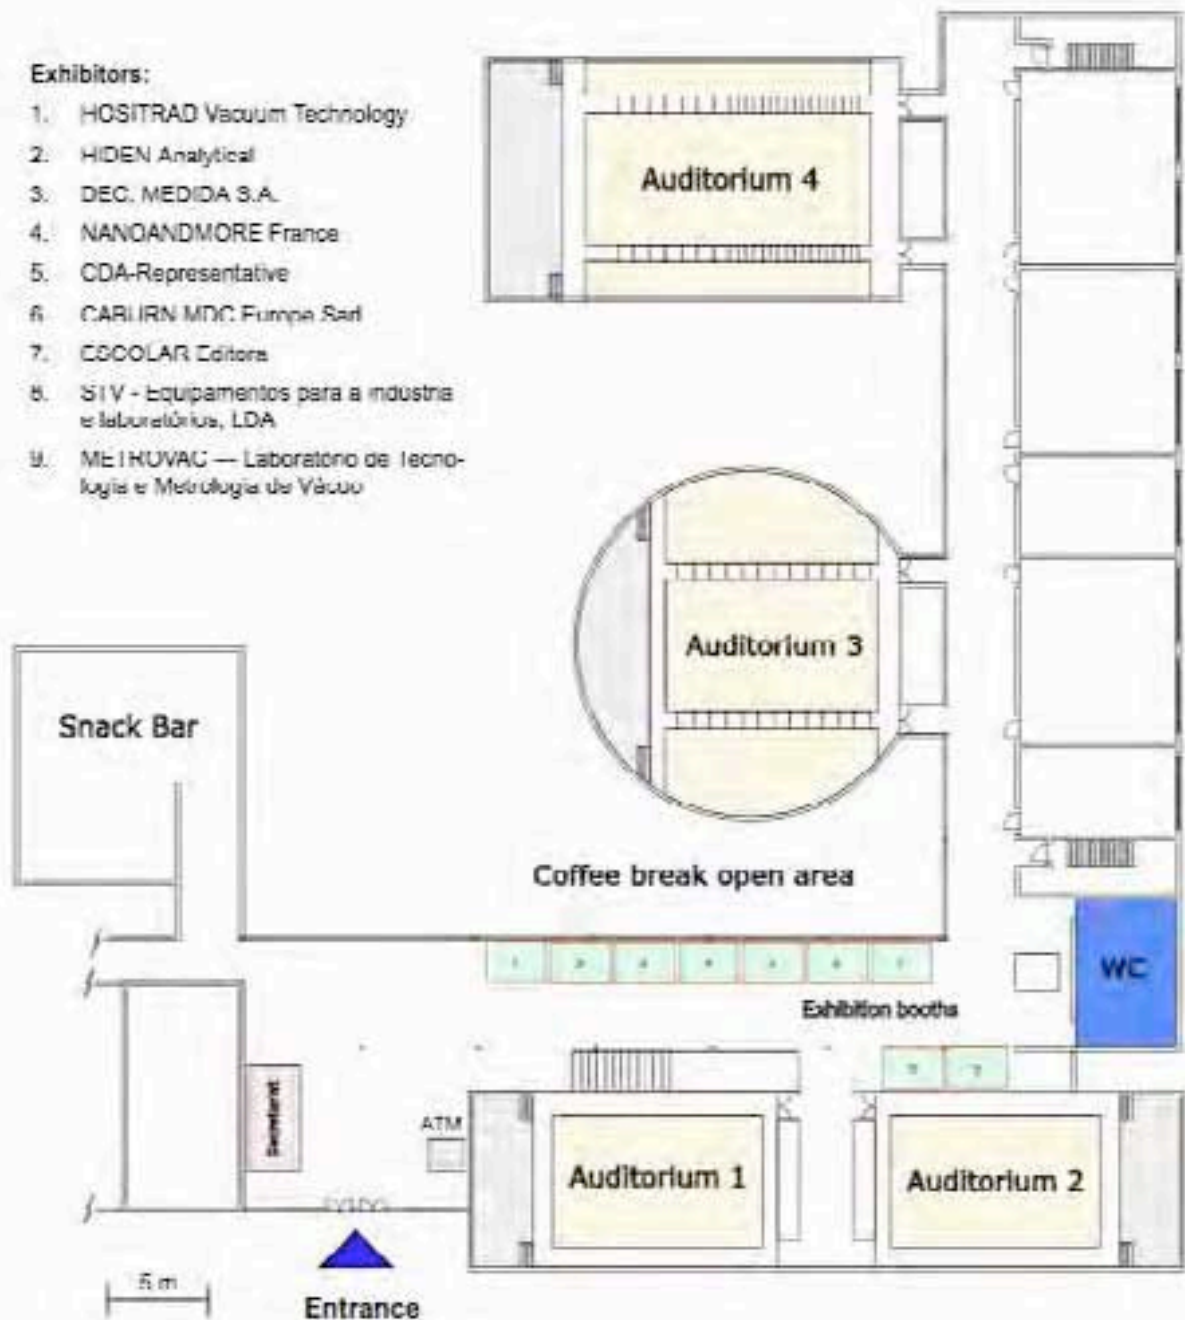 Exhibitors:
1. HOSITRAD Vacuum Technology
2. HIDEN Analytical
3. DEC. MEDIDA S.A.
4. NANOANDMORE France
5. CDA-Representative
6. CABURN MDC Europe Sarl
7. ESCOLAR Editora
8. STV - Equipamentos para a indústria
e laboratórios, LDA
9. METROVAC — Laboratório de Tecno-
logia e Metrologia de Vácuo
Auditorium 4
Auditorium 3
Snack Bar
Coffee break open area
1
WC
Exhibition booths
Secretariat
ATM
Auditorium 1
Auditorium 2
5 m
Entrance